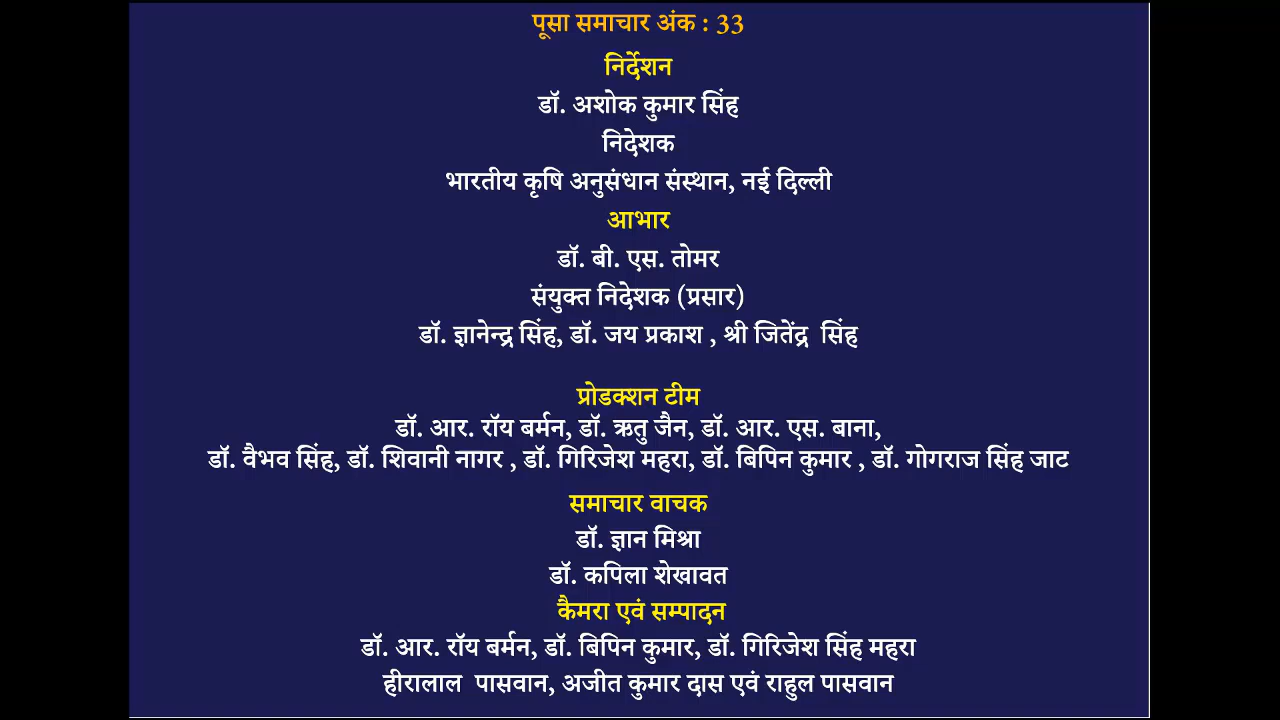 पूसा समाचार अंक : 33
निर्देशन
डॉ. अशोक कुमार सिंह
निदेशक
भारतीय कृषि अनुसंधान संस्थान, नई दिल्ली
आभार
डॉ. बी. एस. तोमर
संयुक्त निदेशक (प्रसार)
डॉ. ज्ञानेन्द्र सिंह, डॉ. जय प्रकाश , श्री जितेंद्र सिंह
प्रोडक्शन टीम
डॉ. आर. रॉय बर्मन, डॉ. ऋतु जैन, डॉ. आर. एस. बाना,
डॉ. वैभव सिंह, डॉ. शिवानी नागर , डॉ. गिरिजेश महरा, डॉ. बिपिन कुमार , डॉ. गोगराज सिंह जाट
समाचार वाचक
डॉ. ज्ञान मिश्रा
डॉ. कपिला शेखावत
कैमरा एवं सम्पादन
डॉ. आर. रॉय बर्मन, डॉ. बिपिन कुमार, डॉ. गिरिजेश सिंह महरा
हीरालाल पासवान, अजीत कुमार दास एवं राहुल पासवान